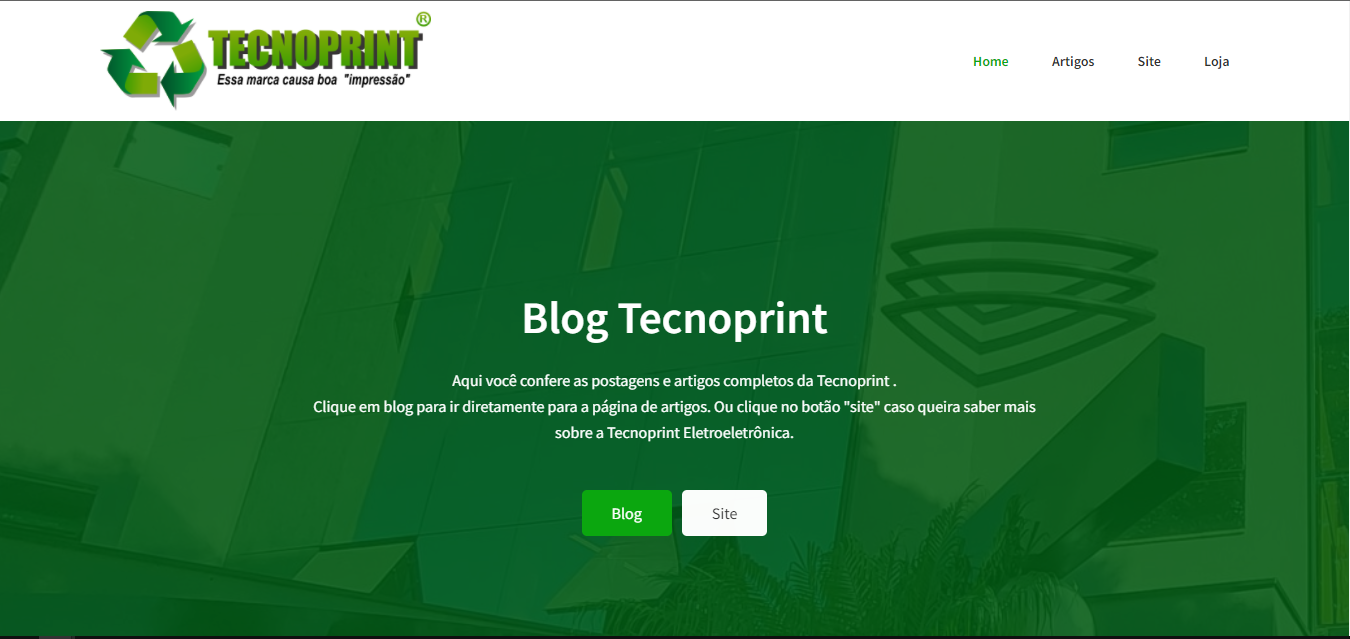 TECNOPRINT®
Essa marca causa boa "impressão"
Home Artigos Site Loja
Blog Tecnoprint
Aqui você confere as postagens e artigos completos da Tecnoprint .
Clique em blog para ir diretamente para a página de artigos. Ou clique no botão "site" caso queira saber mais
sobre a Tecnoprint Eletroeletrônica.
Blog Site